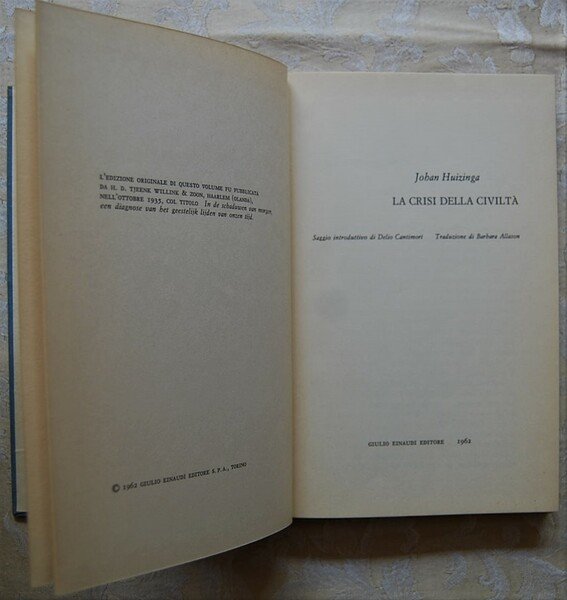 L'EDIZIONE ORIGINALE DI QUESTO VOLUME FU PUBBLICATA
DA H. D. TJEENK WILLINK & ZOON, HAARLEM (OLANDA),
NELL'OTTOBRE 1935, COL TITOLO In de schaduwen van morgen,
een diagnose van het geestelijk lijden van onzen tijd.
© 1962 GIULIO EINAUDI EDITORE S. P. A., TORINO
Johan Huizinga
LA CRISI DELLA CIVILTÀ
Saggio introduttivo di Delio Cantimori Traduzione di Barbara Allason
GIULIO EINAUDI EDITORE 1962